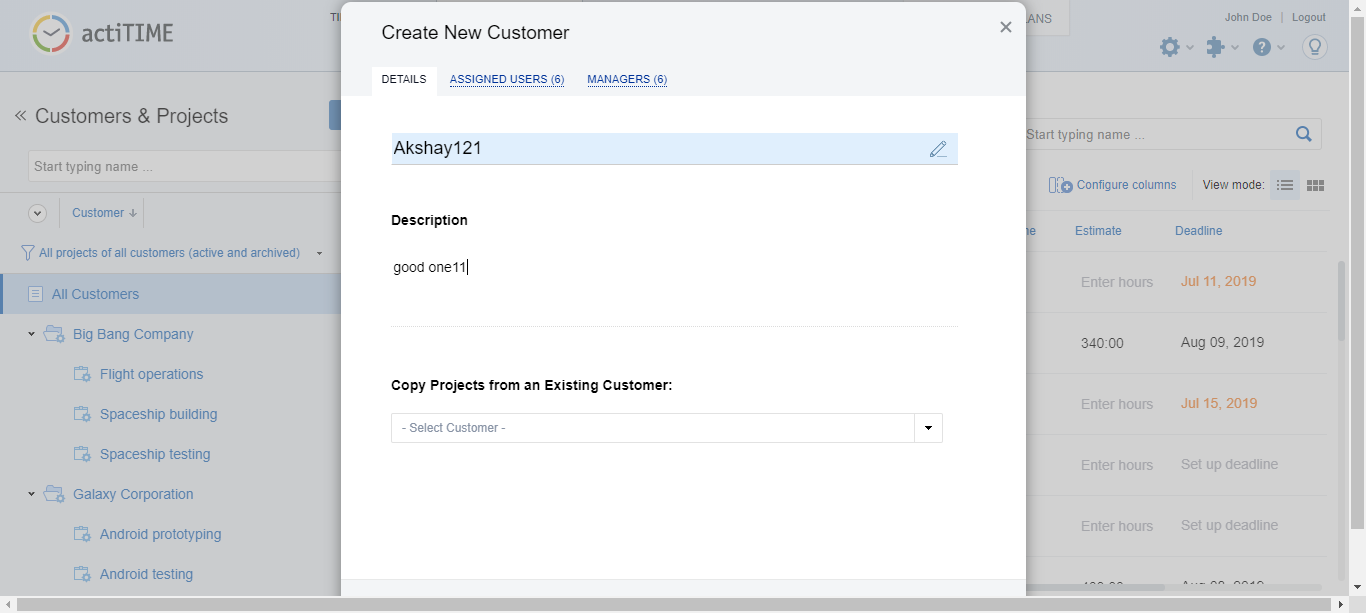 actiTIME
TI
ANS
John Doe
Logout
Customers & Projects
Start typing name ...
Customer
All projects of all customers (active and archived)
All Customers
Big Bang Company
Flight operations
Spaceship building
Spaceship testing
Galaxy Corporation
Android prototyping
Android testing
Create New Customer
DETAILS
ASSIGNED USERS (6)
MANAGERS (6)
Akshay121
Description
good one11
Copy Projects from an Existing Customer:
- Select Customer -
Start typing name ...
Configure columns
View mode:
ne
Estimate
Deadline
Enter hours
Jul 11, 2019
340:00
Aug 09, 2019
Enter hours
Jul 15, 2019
Enter hours
Set up deadline
Enter hours
Set up deadline